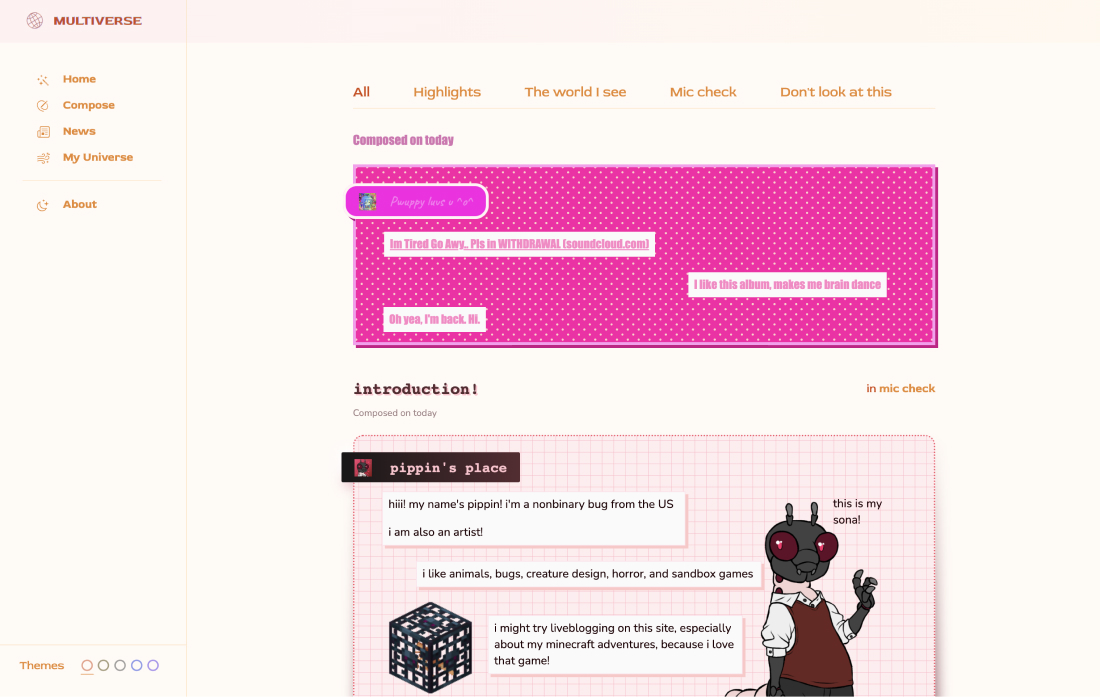 MULTIVERSE
Home
Compose
News
My Universe
About
Themes
All Highlights The world I see Mic check Don't look at this
Composed on today
Pwuppy luvs u ^o^
Im Tired Go Awy.. Pls in WITHDRAWAL (soundcloud.com)
I like this album, makes me brain dance
Oh yea, I'm back. Hi.
introduction!
in mic check
Composed on today
pippin's place
hiii! my name's pippin! i'm a nonbinary bug from the US
i am also an artist!
this is my
sona!
i like animals, bugs, creature design, horror, and sandbox games
i might try liveblogging on this site, especially
about my minecraft adventures, because i love
that game!